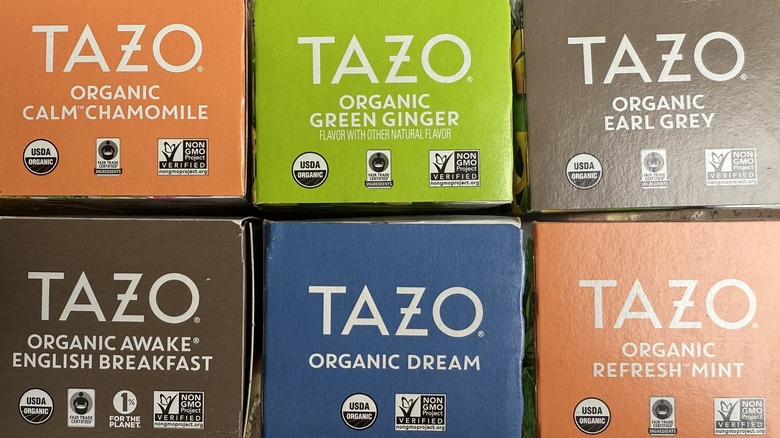 TAZO®
ORGANIC
CALM™CHAMOMILE
USDA
ORGANIC
FAIR TRADE
CERTIFIED
INGREDIENTS
NON
GMO
Project
VERIFIED
nongmoproject.org
TAZO®
ORGANIC
GREEN GINGER
FLAVOR WITH OTHER NATURAL FLAVOR
USDA
ORGANIC
FAIR TRADE
CERTIFIED
INGREDIENTS
NON
GMO
Project
VERIFIED
nongmoproject.org
TAZO®
ORGANIC
EARL GREY
USDA
ORGANIC
FAIR TRADE
CERTIFIED
INGREDIENTS
NON
GMO
Project
VERIFIED
nongmoproject.org
TAZO®
ORGANIC AWAKE®
ENGLISH BREAKFAST
USDA
ORGANIC
FAIR TRADE
CERTIFIED
1%
FOR THE
PLANET
NON
GMO
Project
VERIFIED
nongmoproject.org
TAZO®
ORGANIC DREAM
USDA
ORGANIC
NON
GMO
Project
VERIFIED
nongmoproject.org
TAZO®
ORGANIC
REFRESH™MINT
USDA
ORGANIC
FAIR TRADE
CERTIFIED
INGREDIENTS
NON
GMO
Project
VERIFIED
nongmoproject.org